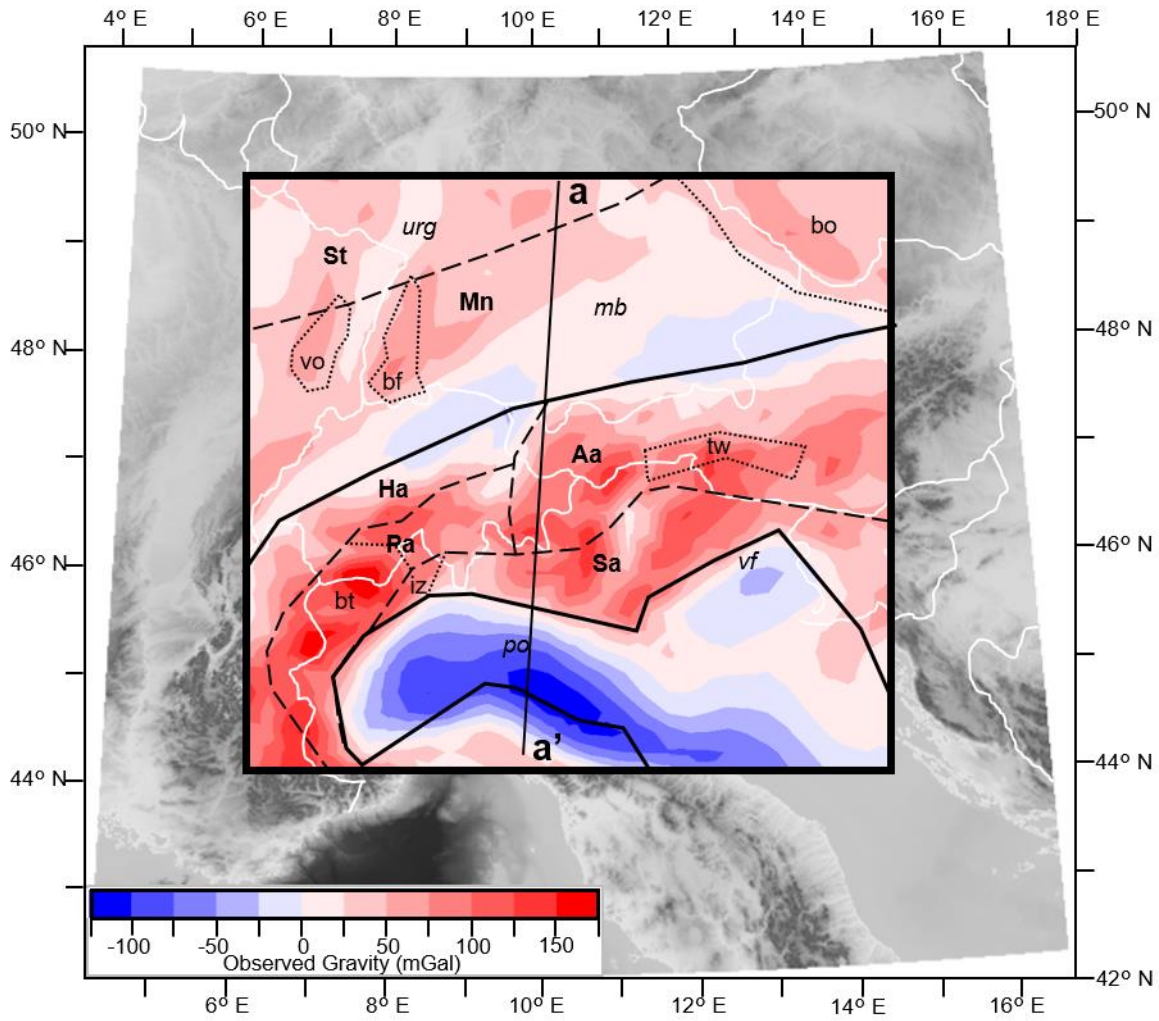 4º E 6º E 8º E 10º E 12º E 14º E 16º E 18º E
50º N 50º N
a
urg bo
St
Mn mb
48º N 48º N
vo
bf
Aa tw
Ha
46º N Ra 46º N
Sa vf
bt iz
po
a’
44º N 44º N
-100 -50 0 50 100 150
Observed Gravity (mGal)
42º N
6º E 8º E 10º E 12º E 14º E 16º E